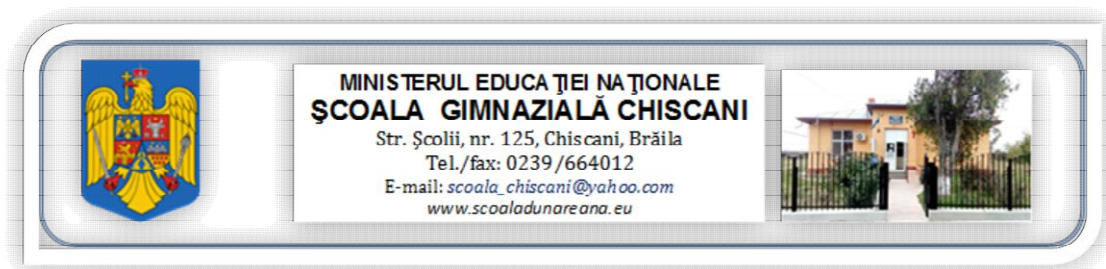 MINISTERUL EDUCAŢIEI NAŢIONALE
ŞCOALA GIMNAZIALĂ CHISCANI
Str. Şcolii, nr. 125, Chiscani, Brăila
Tel./fax: 0239/664012
E-mail: scoala_chiscani@yahoo.com
www.scoaladunareana.eu